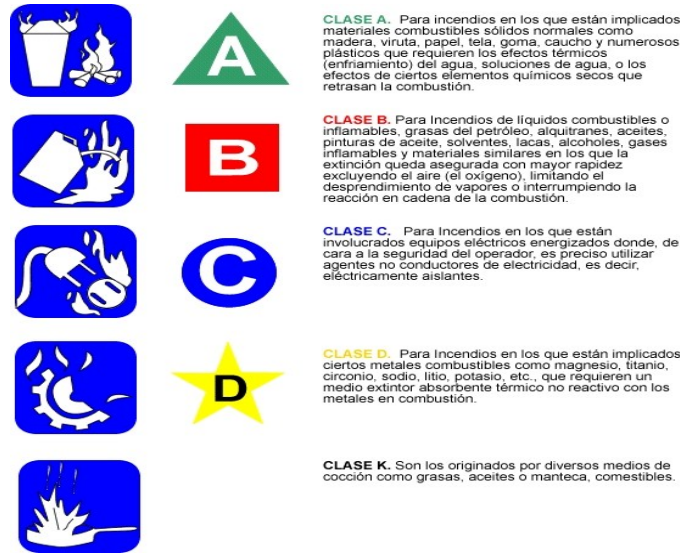 A
CLASE A. Para incendios en los que están implicados
materiales combustibles sólidos normales como
madera, viruta, papel, tela, goma, caucho y numerosos
plásticos que requieren los efectos térmicos
(enfriamiento) del agua, soluciones de agua, o los
efectos de ciertos elementos químicos secos que
retrasan la combustión.
B
CLASE B. Para Incendios de líquidos combustibles o
inflamables, grasas del petróleo, alquitranes, aceites,
pinturas de aceite, solventes, lacas, alcoholes, gases
inflamables y materiales similares en los que la
extinción queda asegurada con mayor rapidez
excluyendo el aire (el oxígeno), limitando el
desprendimiento de vapores o interrumpiendo la
reacción en cadena de la combustión.
C
CLASE C. Para Incendios en los que están
involucrados equipos eléctricos energizados donde, de
cara a la seguridad del operador, es preciso utilizar
agentes no conductores de electricidad, es decir,
eléctricamente aislantes.
D
CLASE D. Para Incendios en los que están implicados
ciertos metales combustibles como magnesio, titanio,
circonio, sodio, litio, potasio, etc., que requieren un
medio extintor absorbente térmico no reactivo con los
metales en combustión.
CLASE K. Son los originados por diversos medios de
cocción como grasas, aceites o manteca, comestibles.